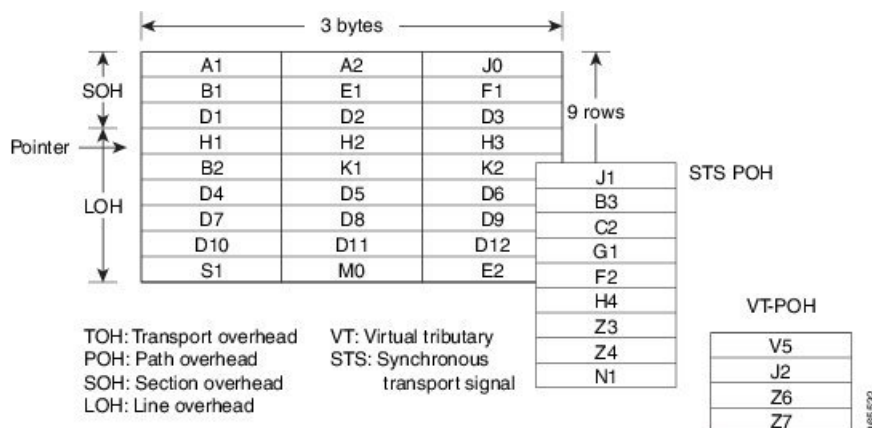 3 bytes
A1 A2 J0
SOH B1 E1 F1
D1 D2 D3 9 rows
Pointer H1 H2 H3
B2 K1 K2
J1 STS POH
LOH D4 D5 D6
B3
D7 D8 D9
C2
D10 D11 D12
G1
S1 M0 E2
F2
H4
VT-POH
TOH: Transport overhead VT: Virtual tributary
Z3
V5
POH: Path overhead STS: Synchronous
Z4
J2
SOH: Section overhead transport signal
N1
Z6
LOH: Line overhead
Z7